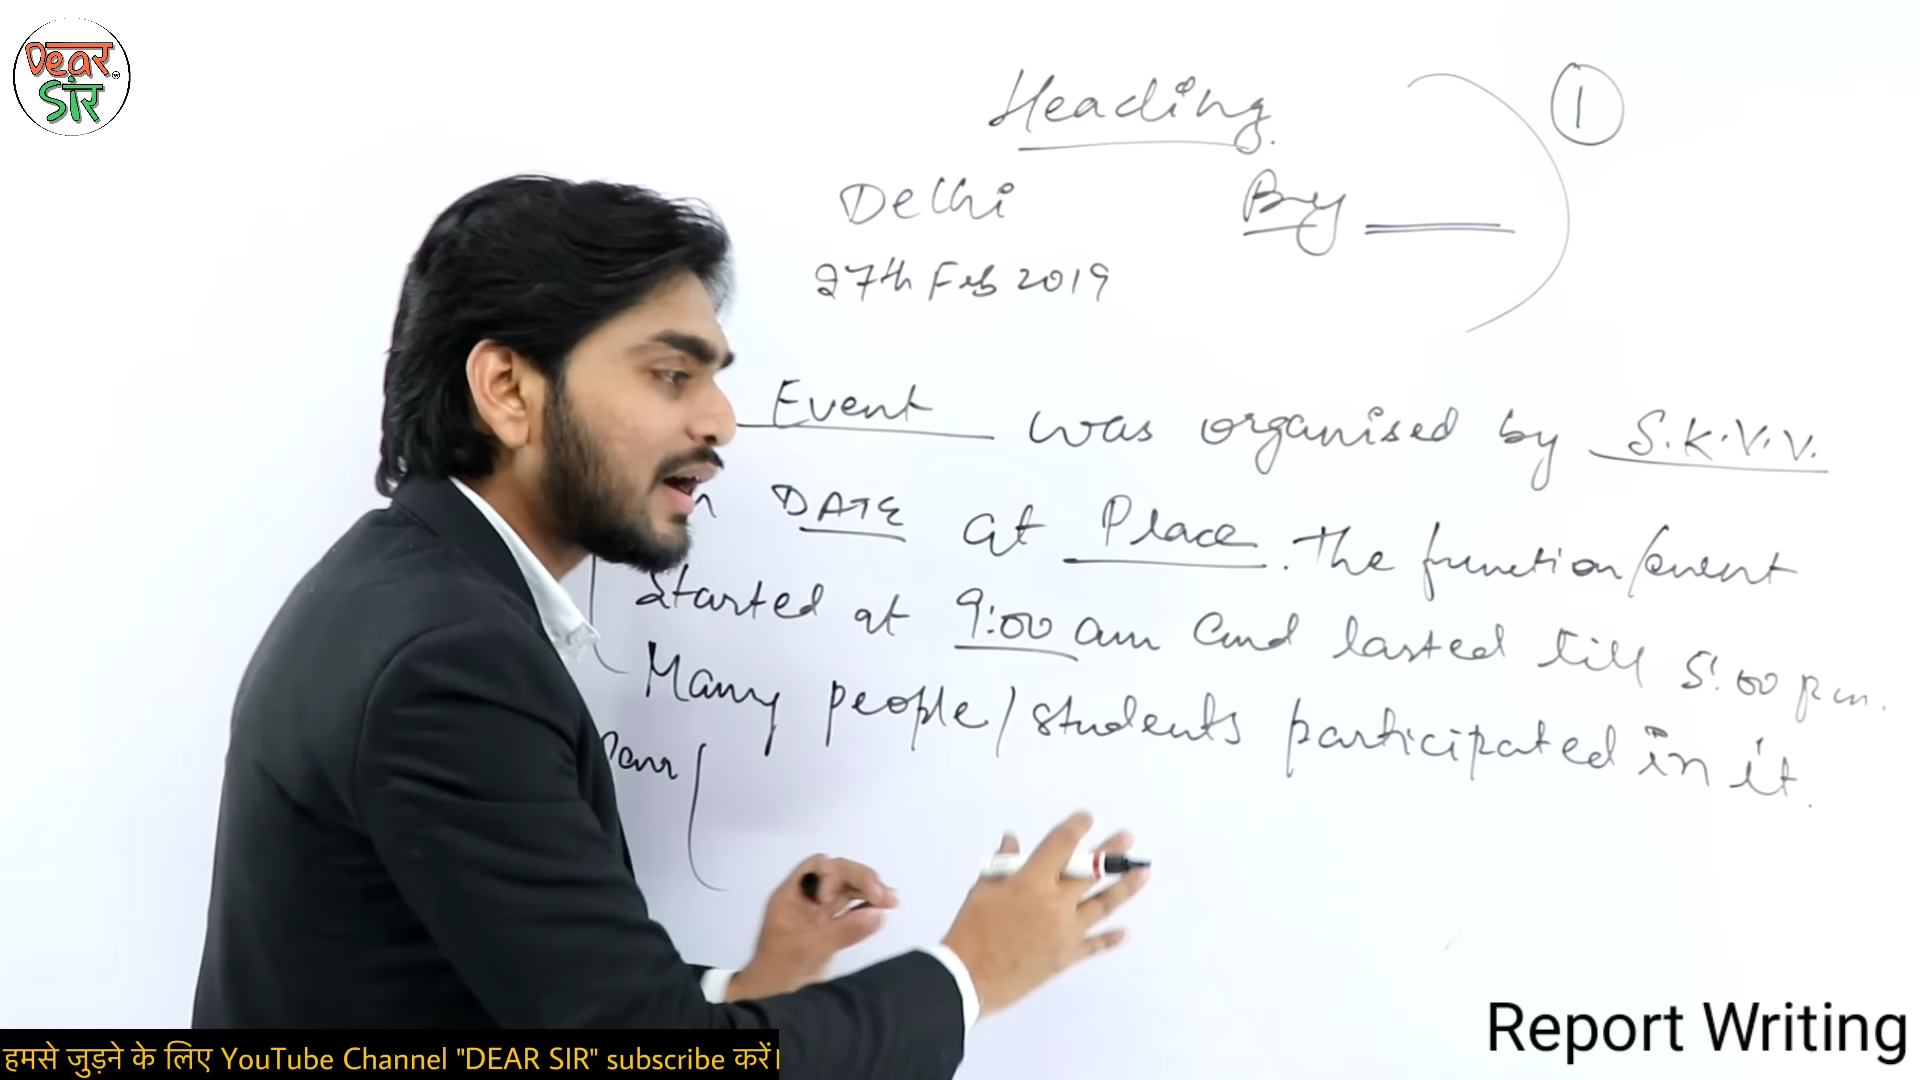 Dear
Sir
Heading
1
Delhi
By
27th Feb 2019
Event was organised by S.K.V.V.
DATE at Place. The function/event
Started at 9:00 am and lasted till 5:00 pm.
Many people/students participated in it.
Report Writing
हमसे जुड़ने के लिए YouTube Channel "DEAR SIR" subscribe करें।